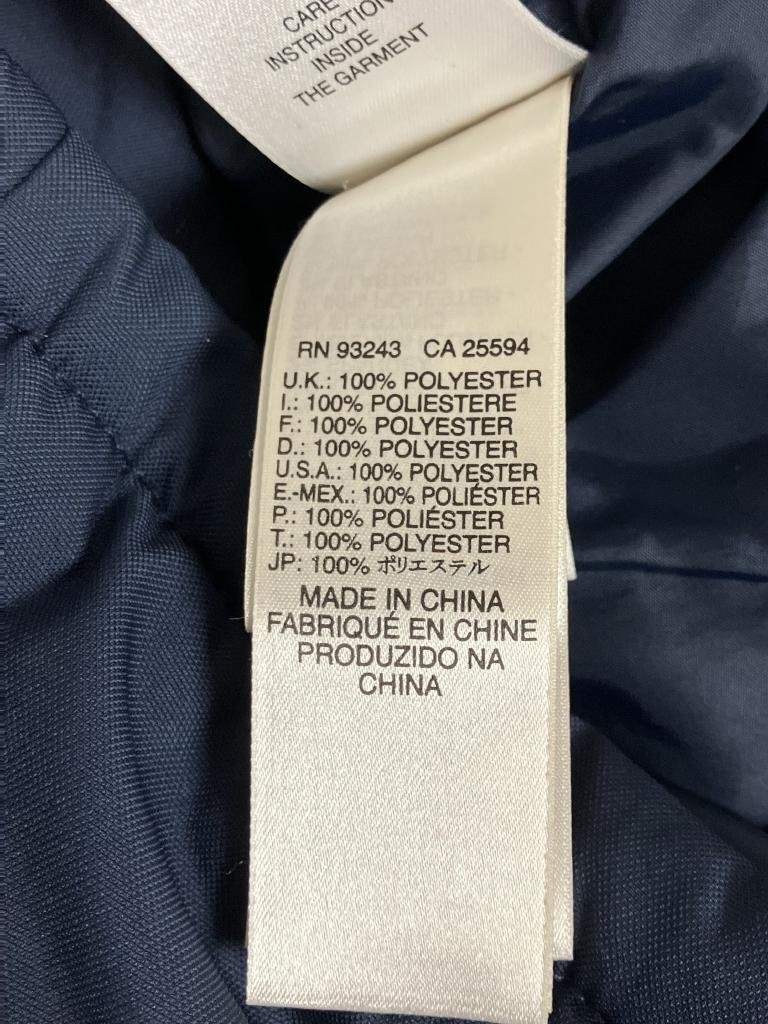 CARE
INSTRUCTION
INSIDE
THE GARMENT
RN 93243 CA 25594
U.K.: 100% POLYESTER
I.: 100% POLIESTERE
F.: 100% POLYESTER
D.: 100% POLYESTER
U.S.A.: 100% POLYESTER
E.-MEX.: 100% POLIÉSTER
P.: 100% POLIÉSTER
T.: 100% POLYESTER
JP: 100% ポリエステル
MADE IN CHINA
FABRIQUÉ EN CHINE
PRODUZIDO NA
CHINA